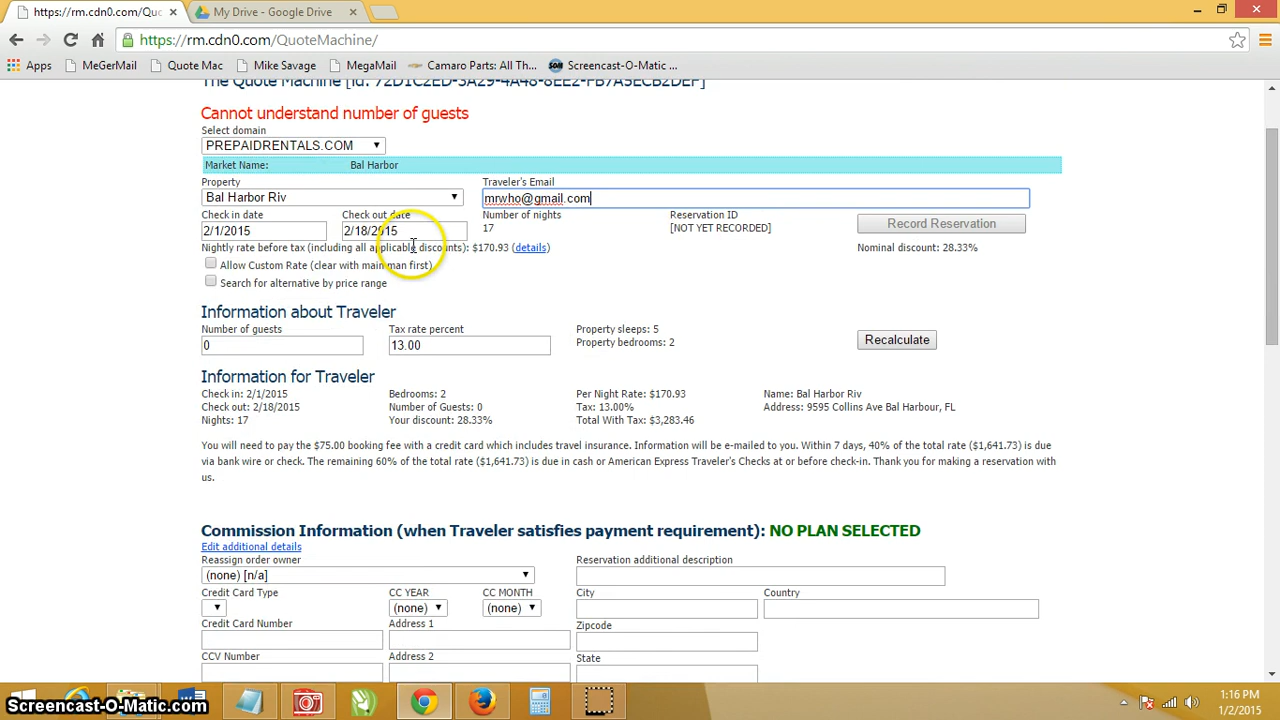 https://rm.cdn0.com/Quo
My Drive - Google Drive
https://rm.cdn0.com/QuoteMachine/
Apps MeGerMail Quote Mac Mike Savage MegaMail Camaro Parts: All Th... Screencast-O-Matic ...
The Quote Machine [id: 72D1C2ED-3A29-4A48-8EE2-FB7A5ECB2DEF]
Cannot understand number of guests
Select domain
PREPAIDRENTALS.COM
Market Name: Bal Harbor
Property Traveler's Email
Bal Harbor Riv mrwho@gmail.com
Check in date Check out date Number of nights Reservation ID
2/1/2015 2/18/2015 17 [NOT YET RECORDED] Record Reservation
Nightly rate before tax (including all applicable discounts): $170.93 (details) Nominal discount: 28.33%
Allow Custom Rate (clear with main man first)
Search for alternative by price range
Information about Traveler
Number of guests Tax rate percent Property sleeps: 5
0 13.00 Property bedrooms: 2 Recalculate
Information for Traveler
Check in: 2/1/2015 Bedrooms: 2 Per Night Rate: $170.93 Name: Bal Harbor Riv
Check out: 2/18/2015 Number of Guests: 0 Tax: 13.00% Address: 9595 Collins Ave Bal Harbour, FL
Nights: 17 Your discount: 28.33% Total With Tax: $3,283.46
You will need to pay the $75.00 booking fee with a credit card which includes travel insurance. Information will be e-mailed to you. Within 7 days, 40% of the total rate ($1,641.73) is due
via bank wire or check. The remaining 60% of the total rate ($1,641.73) is due in cash or American Express Traveler's Checks at or before check-in. Thank you for making a reservation with
us.
Commission Information (when Traveler satisfies payment requirement): NO PLAN SELECTED
Edit additional details
Reassign order owner Reservation additional description
(none) [n/a]
Credit Card Type CC YEAR CC MONTH City Country
(none) (none)
Credit Card Number Address 1 Zipcode
CCV Number Address 2 State
Screencast-O-Matic.com
1:16 PM
1/2/2015